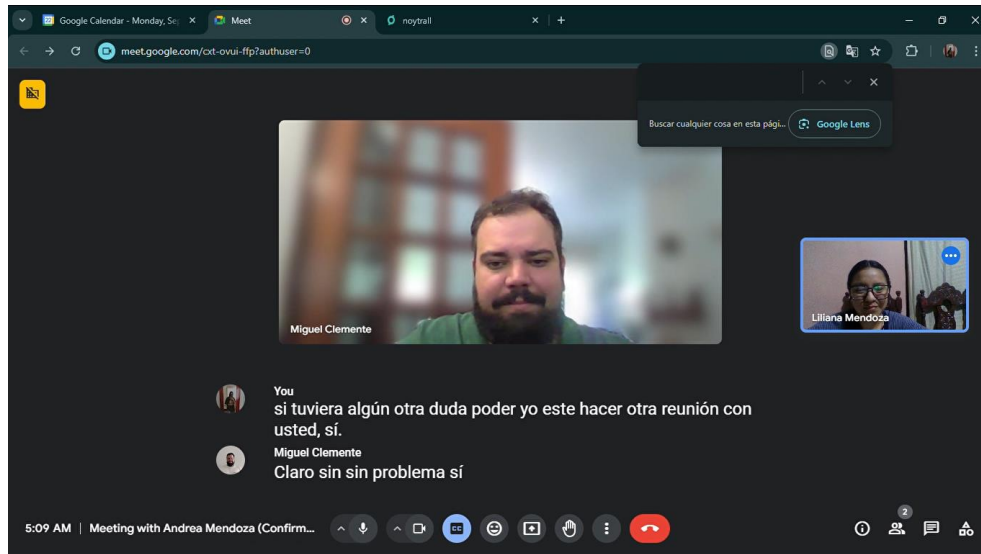 Google Calendar - Monday, Sep
Meet
noytrall
meet.google.com/cxt-ovui-ffp?authuser=0
Buscar cualquier cosa en esta pági...
Google Lens
Miguel Clemente
Liliana Mendoza
You
si tuviera algún otra duda poder yo este hacer otra reunión con
usted, sí.
Miguel Clemente
Claro sin sin problema sí
2
5:09 AM | Meeting with Andrea Mendoza (Confirm...